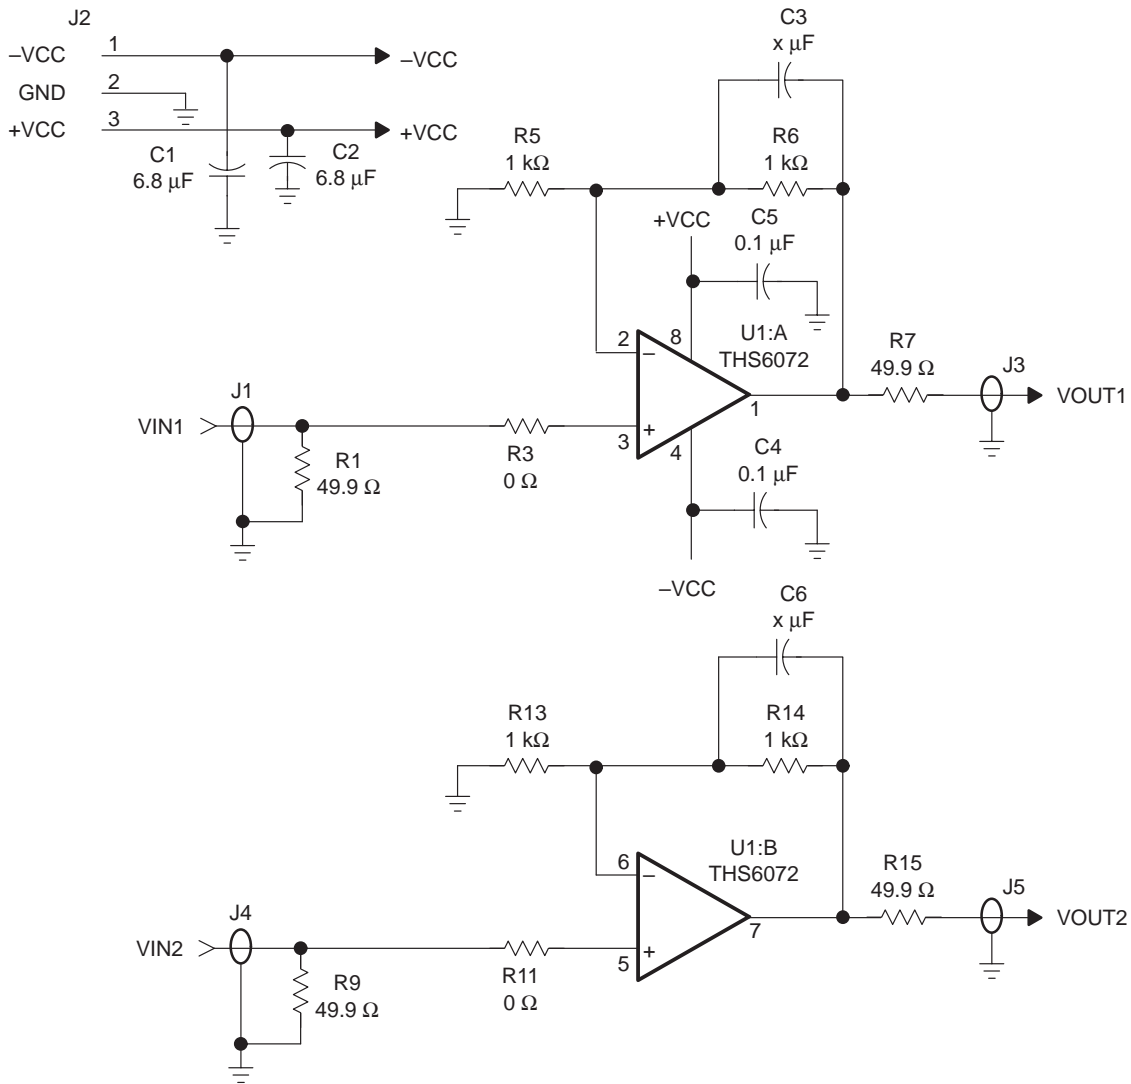 J2
–VCC 1 –VCC
GND 2
+VCC 3 +VCC
C1
6.8 μF
C2
6.8 μF
C3
x μF
R5
1 kΩ
R6
1 kΩ
+VCC
C5
0.1 μF
U1:A
THS6072
2
–
8
1
3
+
4
R7
49.9 Ω
J3
VOUT1
VIN1
J1
R1
49.9 Ω
R3
0 Ω
C4
0.1 μF
–VCC
C6
x μF
R13
1 kΩ
R14
1 kΩ
U1:B
THS6072
6
–
7
5
+
R15
49.9 Ω
J5
VOUT2
VIN2
J4
R9
49.9 Ω
R11
0 Ω